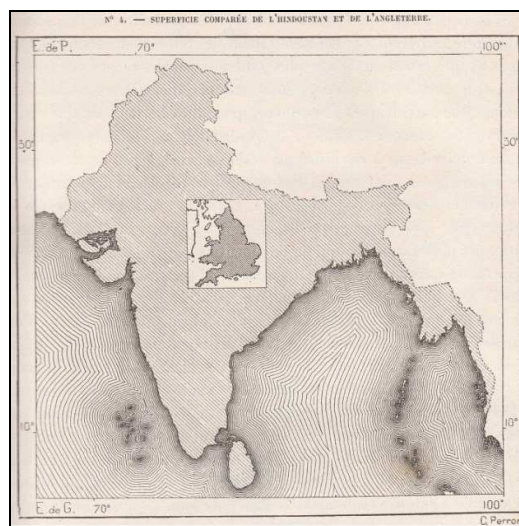 Nº 4. — SUPERFICIE COMPARÉE DE L'HINDOUSTAN ET DE L'ANGLETERRE.
E. de P. 70° 100°
30° 30°
10° 10°
E. de G. 70° 100°
C. Perron